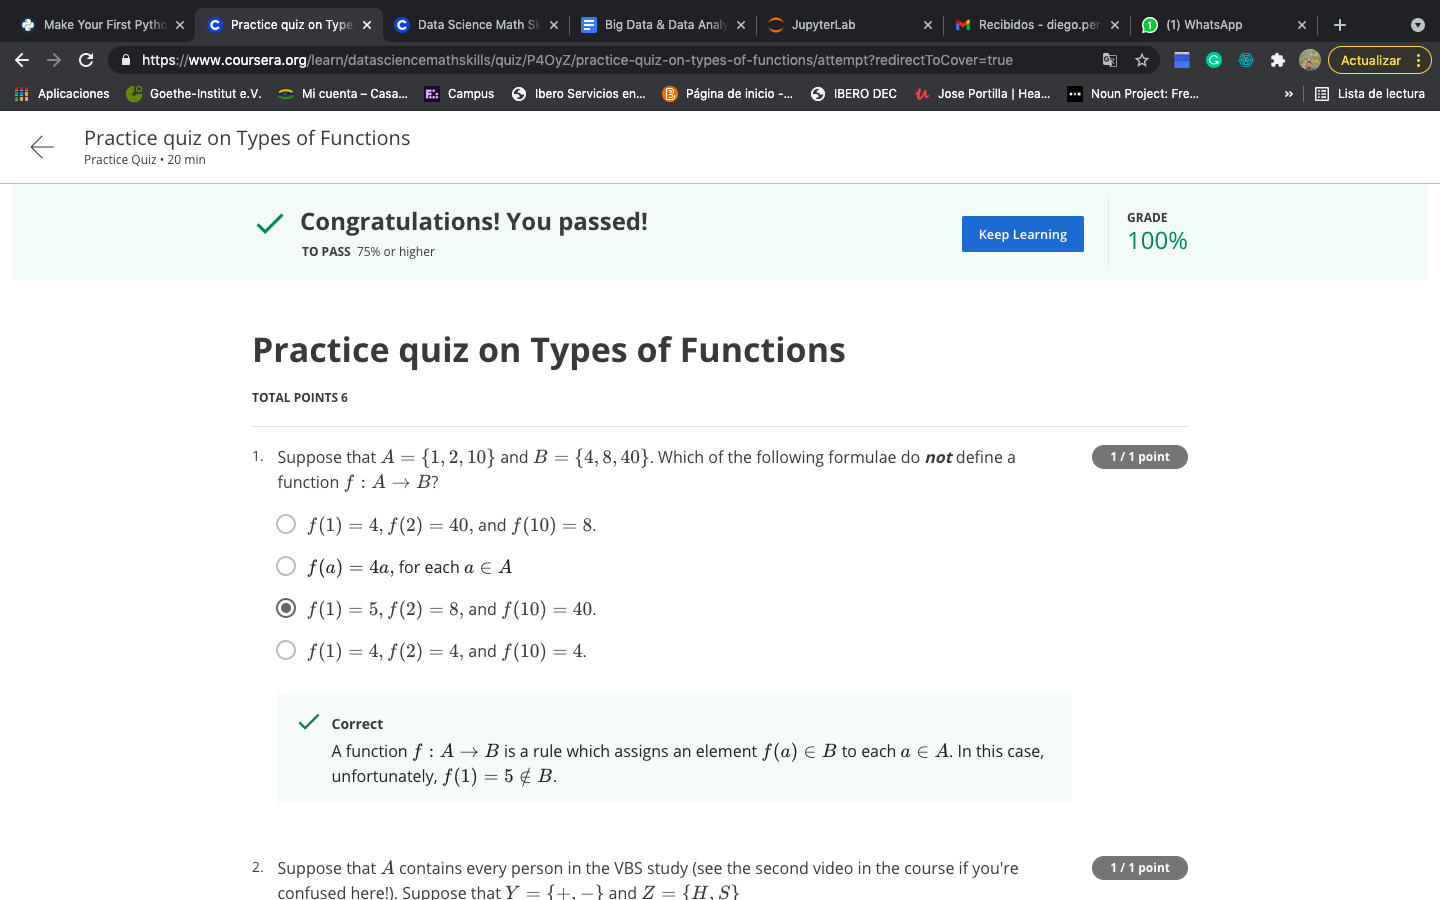 Make Your First Pytho
Practice quiz on Type
Data Science Math Sk
Big Data & Data Analy
JupyterLab
Recibidos - diego.per
(1) WhatsApp
https://www.coursera.org/learn/datasciencemathskills/quiz/P4OyZ/practice-quiz-on-types-of-functions/attempt?redirectToCover=true
Actualizar
Aplicaciones
Goethe-Institut e.V.
Mi cuenta – Casa...
Campus
Ibero Servicios en...
Página de inicio -...
IBERO DEC
Jose Portilla | Hea...
Noun Project: Fre...
»
Lista de lectura
Practice quiz on Types of Functions
Practice Quiz • 20 min
Congratulations! You passed!
TO PASS 75% or higher
Keep Learning
GRADE
100%
Practice quiz on Types of Functions
TOTAL POINTS 6
1. Suppose that A = {1, 2, 10} and B = {4, 8, 40}. Which of the following formulae do not define a
function f : A → B?
1 / 1 point
f(1) = 4, f(2) = 40, and f(10) = 8.
f(a) = 4a, for each a ∈ A
f(1) = 5, f(2) = 8, and f(10) = 40.
f(1) = 4, f(2) = 4, and f(10) = 4.
Correct
A function f : A → B is a rule which assigns an element f(a) ∈ B to each a ∈ A. In this case,
unfortunately, f(1) = 5 ∉ B.
2. Suppose that A contains every person in the VBS study (see the second video in the course if you're
confused here!). Suppose that Y = {+, −} and Z = {H, S}
1 / 1 point